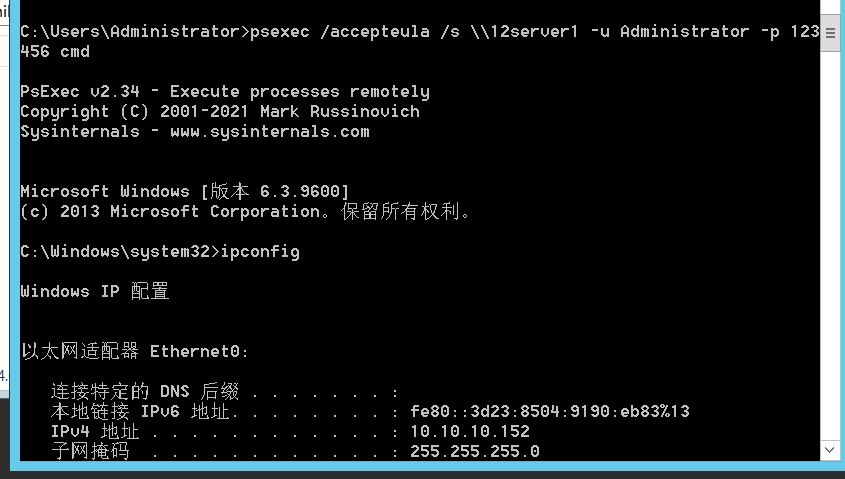 C:\Users\Administrator>psexec /accepteula /s \\12server1 -u Administrator -p 123
456 cmd
PsExec v2.34 - Execute processes remotely
Copyright (C) 2001-2021 Mark Russinovich
Sysinternals - www.sysinternals.com
Microsoft Windows [版本 6.3.9600]
(c) 2013 Microsoft Corporation。保留所有权利。
C:\Windows\system32>ipconfig
Windows IP 配置
以太网适配器 Ethernet0:
连接特定的 DNS 后缀 . . . . . . . :
本地链接 IPv6 地址. . . . . . . . : fe80::3d23:8504:9190:eb83%13
IPv4 地址 . . . . . . . . . . . . : 10.10.10.152
子网掩码 . . . . . . . . . . . . : 255.255.255.0